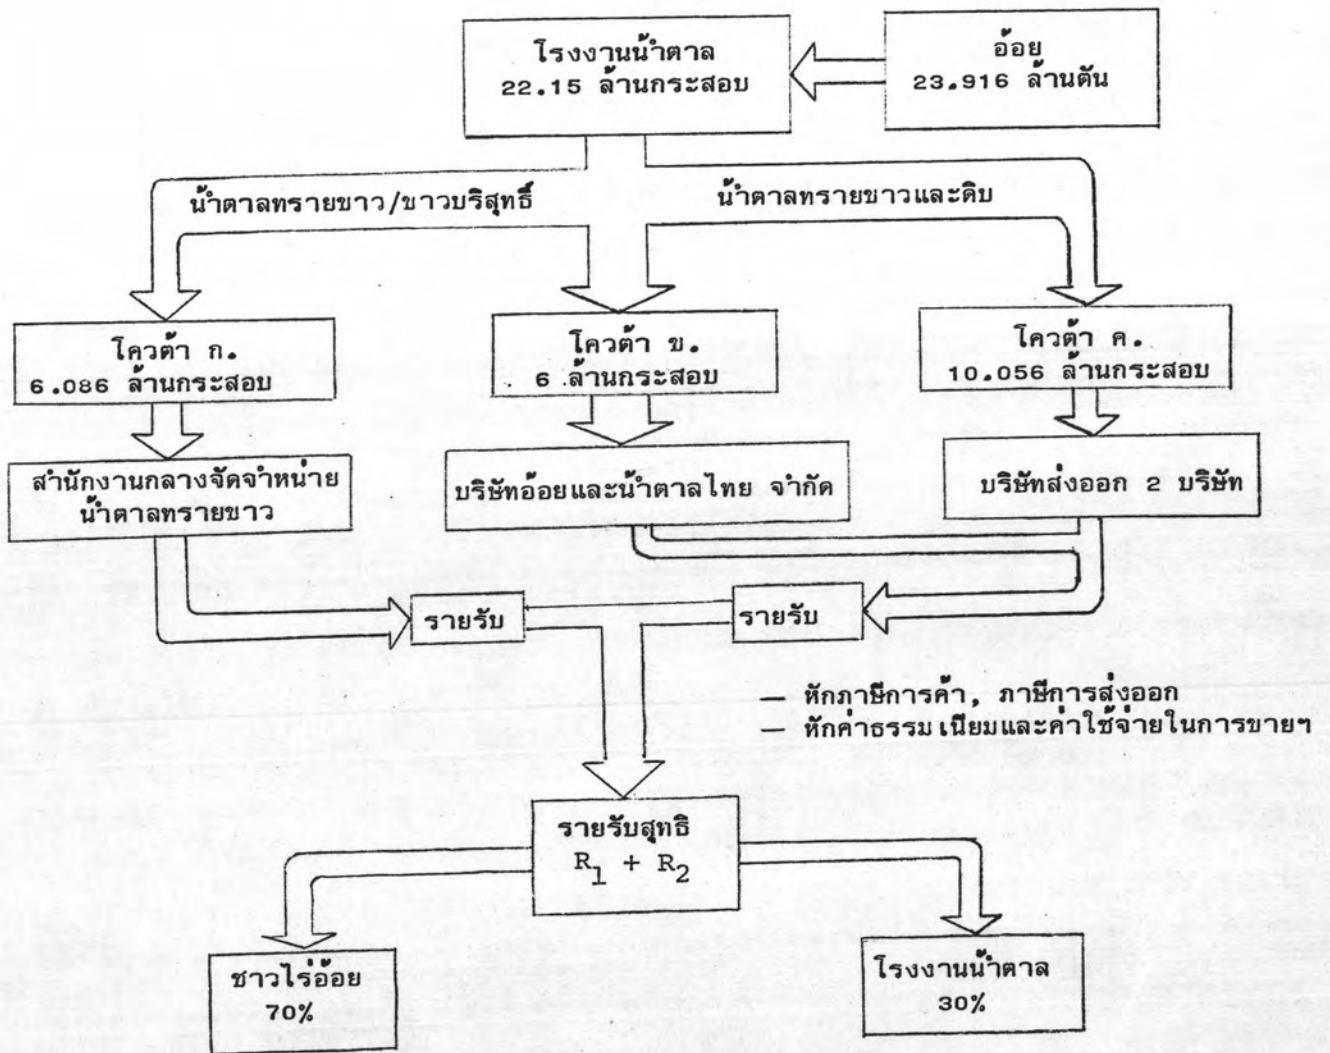 โรงงานน้ำตาล
22.15 ล้านกระสอบ
อ้อย
23.916 ล้านตัน
น้ำตาลทรายขาว/ขาวบริสุทธิ์
น้ำตาลทรายขาวและดิบ
โควต้า ก.
6.086 ล้านกระสอบ
โควต้า ข.
6 ล้านกระสอบ
โควต้า ค.
10.056 ล้านกระสอบ
สำนักงานกลางจัดจำหน่าย
น้ำตาลทรายขาว
บริษัทอ้อยและน้ำตาลไทย จำกัด
บริษัทส่งออก 2 บริษัท
รายรับ
รายรับ
— หักภาษีการค้า, ภาษีการส่งออก
— หักค่าธรรมเนียมและค่าใช้จ่ายในการขายฯ
รายรับสุทธิ
R₁ + R₂
ชาวไร่อ้อย
70%
โรงงานน้ำตาล
30%